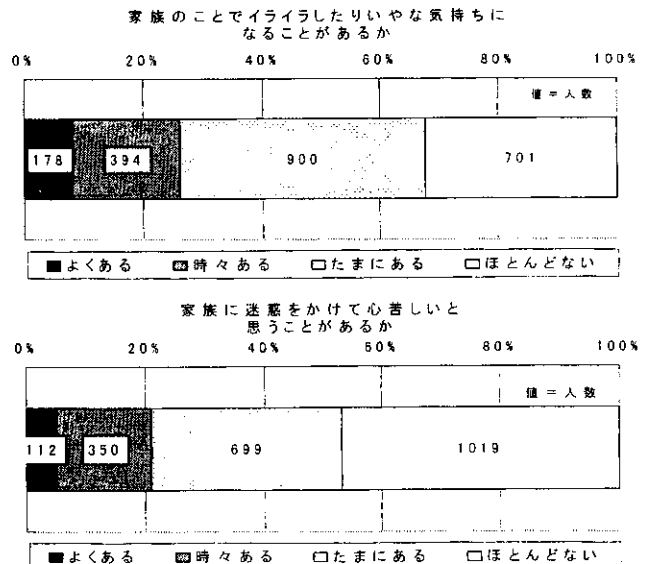 家族のことでイライラしたりいやな気持ちに
なることがあるか
0% 20% 40% 60% 80% 100%
値=人数
178 394 900 701
■よくある ▩時々ある □たまにある □ほとんどない
家族に迷惑をかけて心苦しいと
思うことがあるか
0% 20% 40% 60% 80% 100%
値=人数
112 350 699 1019
■よくある ▩時々ある □たまにある □ほとんどない